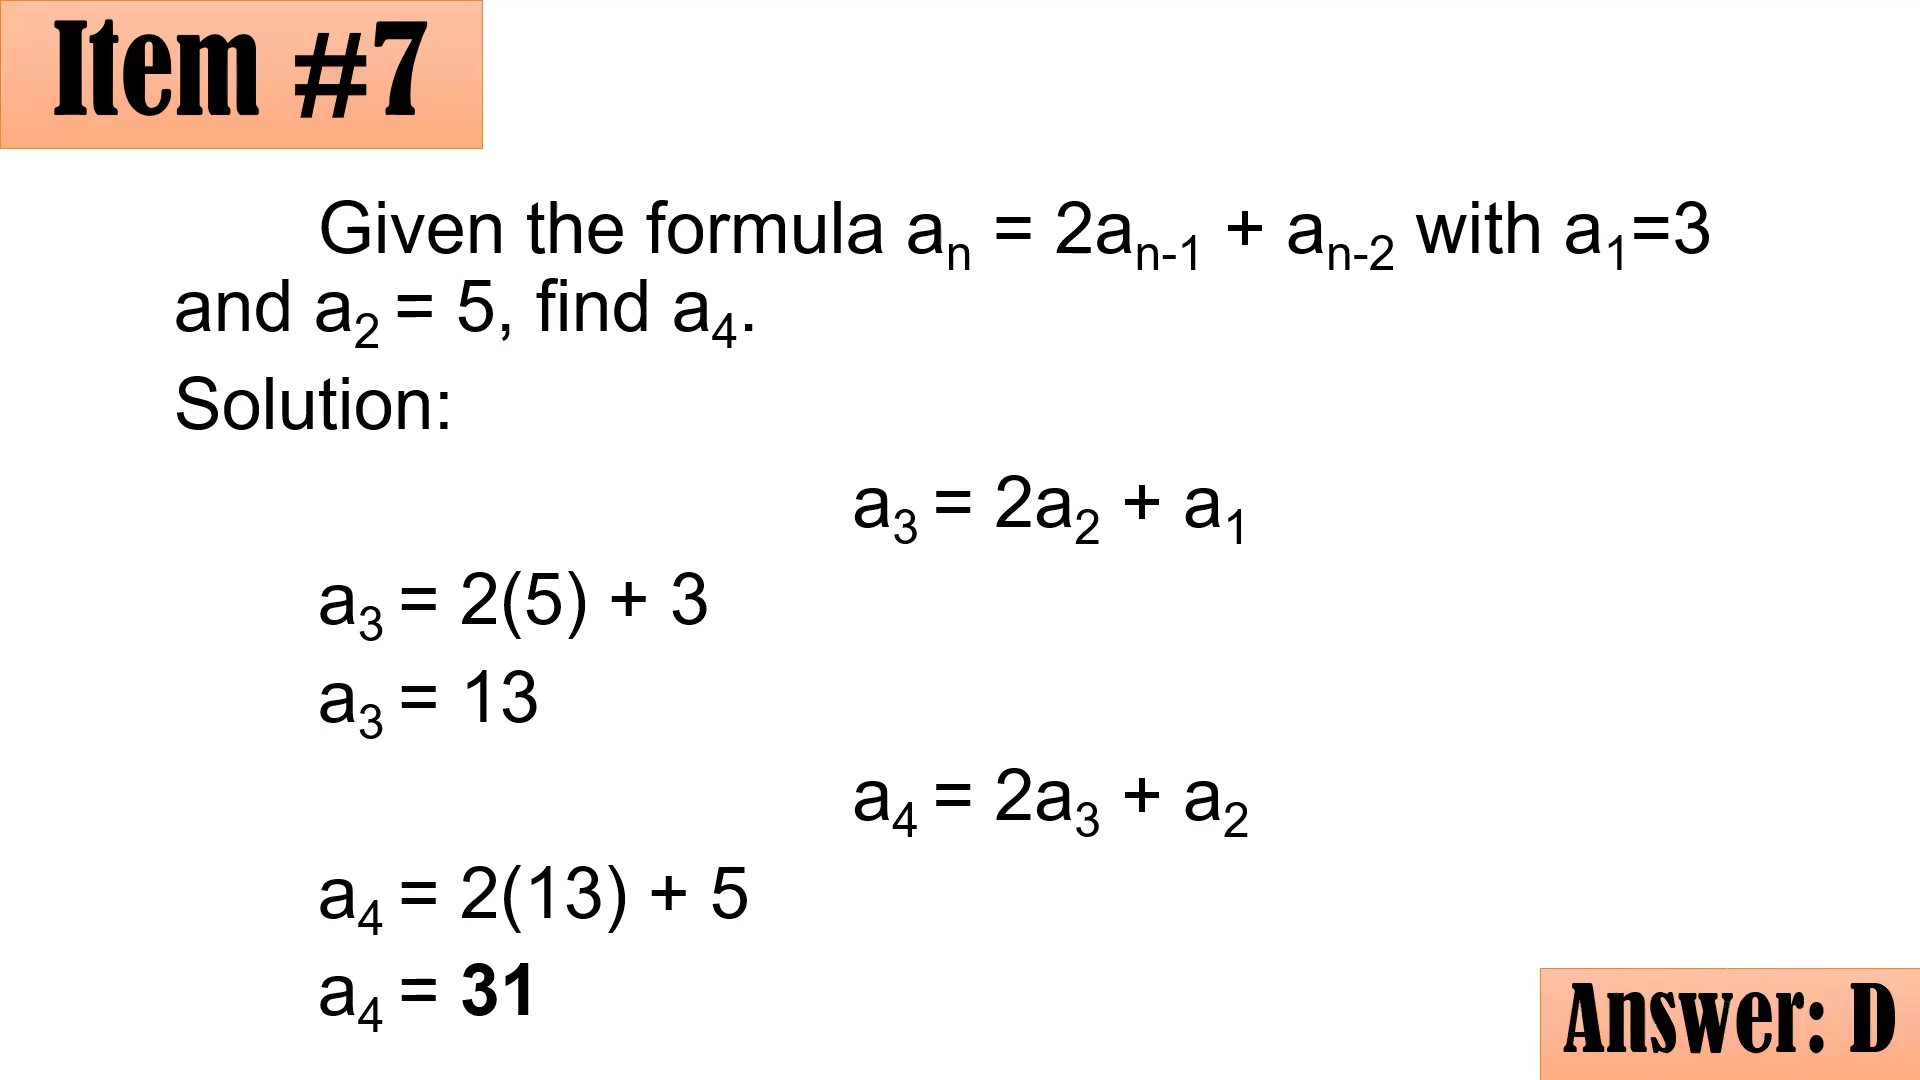 Item #7
Given the formula aₙ = 2aₙ₋₁ + aₙ₋₂ with a₁=3
and a₂ = 5, find a₄.
Solution:
a₃ = 2a₂ + a₁
a₃ = 2(5) + 3
a₃ = 13
a₄ = 2a₃ + a₂
a₄ = 2(13) + 5
a₄ = 31
Answer: D